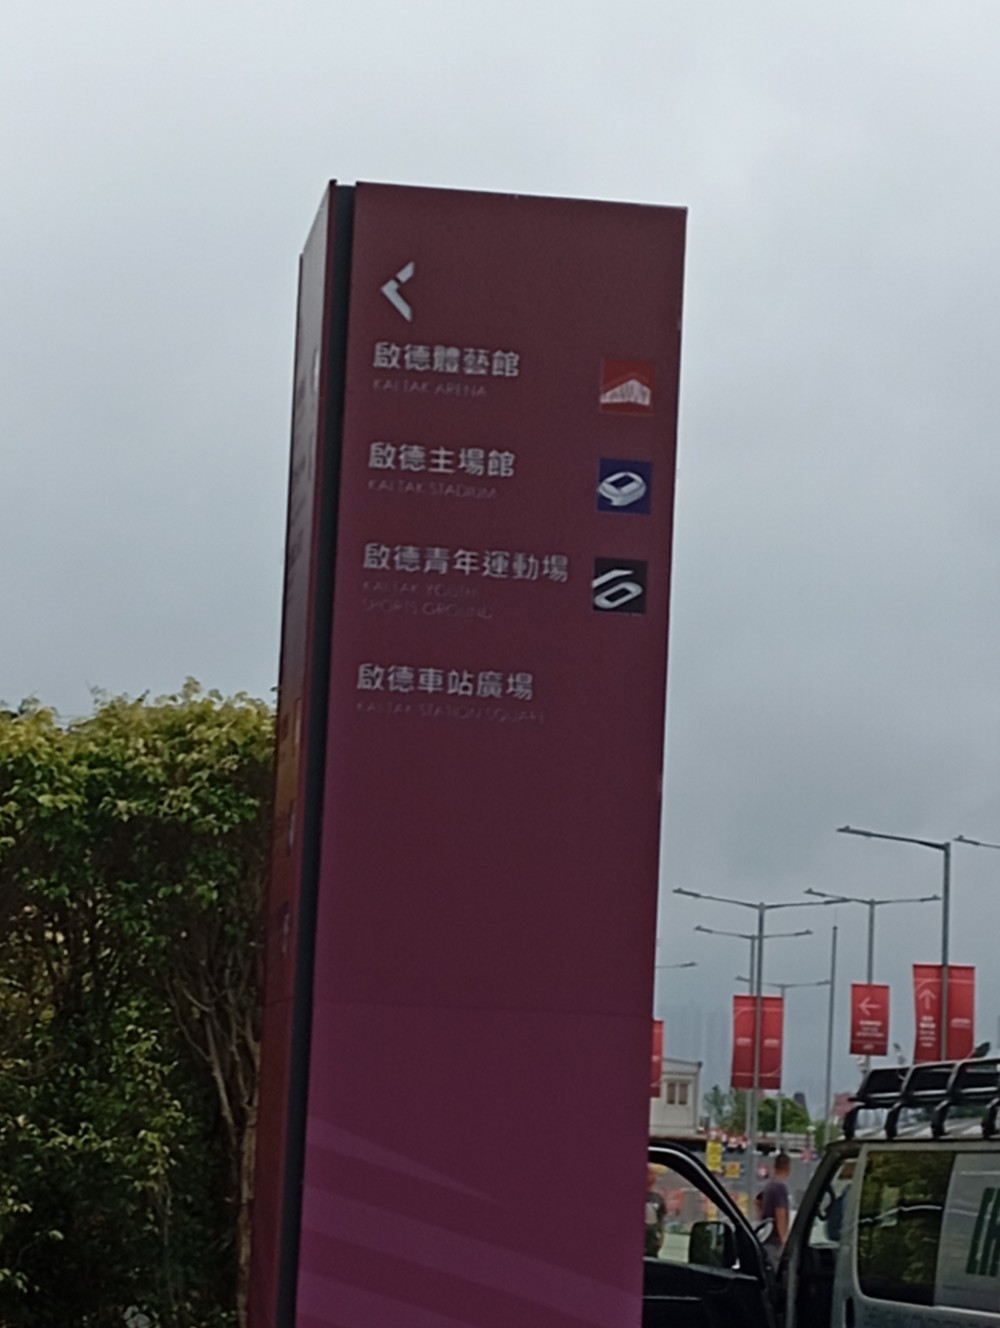 啟德體藝館
KAI TAK ARENA
啟德主場館
KAI TAK STADIUM
啟德青年運動場
KAI TAK YOUTH
SPORTS GROUND
啟德車站廣場
KAI TAK STATION SQUARE